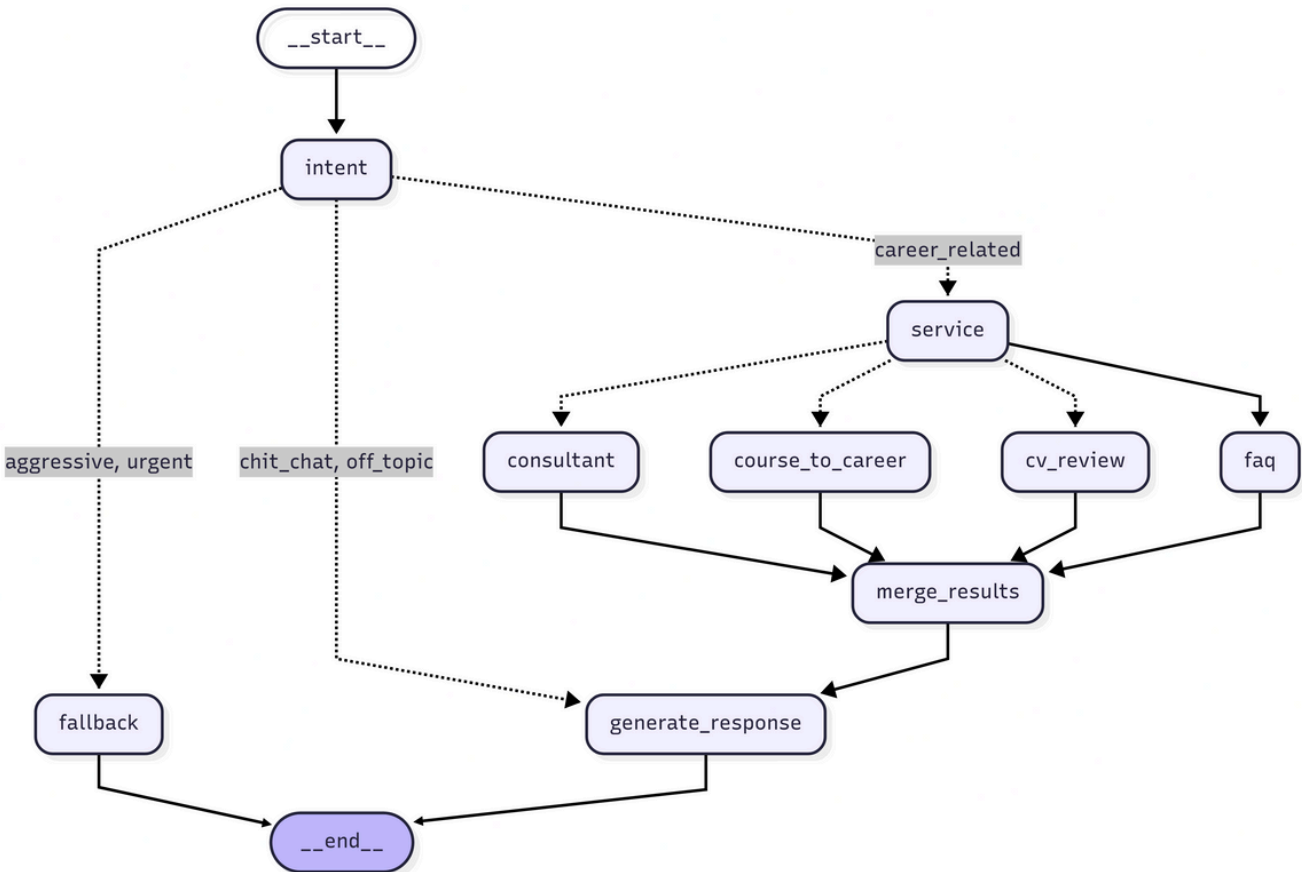 __start__
intent
career_related
service
aggressive, urgent
chit_chat, off_topic
consultant
course_to_career
cv_review
faq
merge_results
fallback
generate_response
__end__